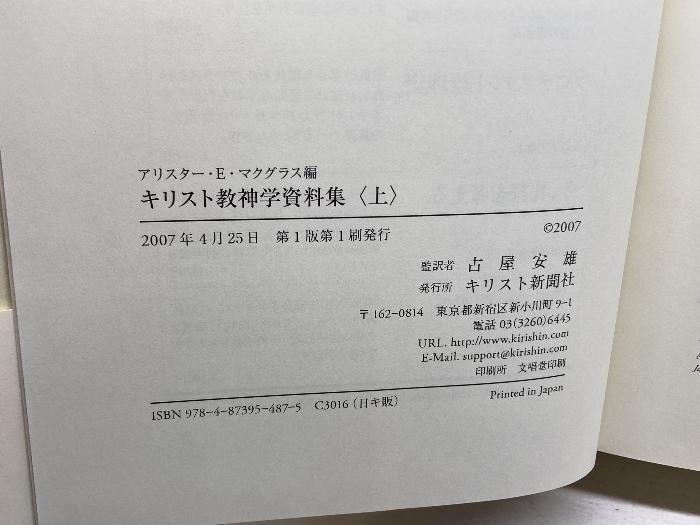 アリスター・E・マクグラス編
キリスト教神学資料集〈上〉
2007年4月25日 第1版第1刷発行
©2007
監訳者 古屋安雄
発行所 キリスト新聞社
〒162-0814 東京都新宿区新小川町9-1
電話 03(3260)6445
URL. http://www.kirishin.com
E-Mail. support@kirishin.com
印刷所 文唱堂印刷
ISBN 978-4-87395-487-5 C3016(日キ販)
Printed in Japan